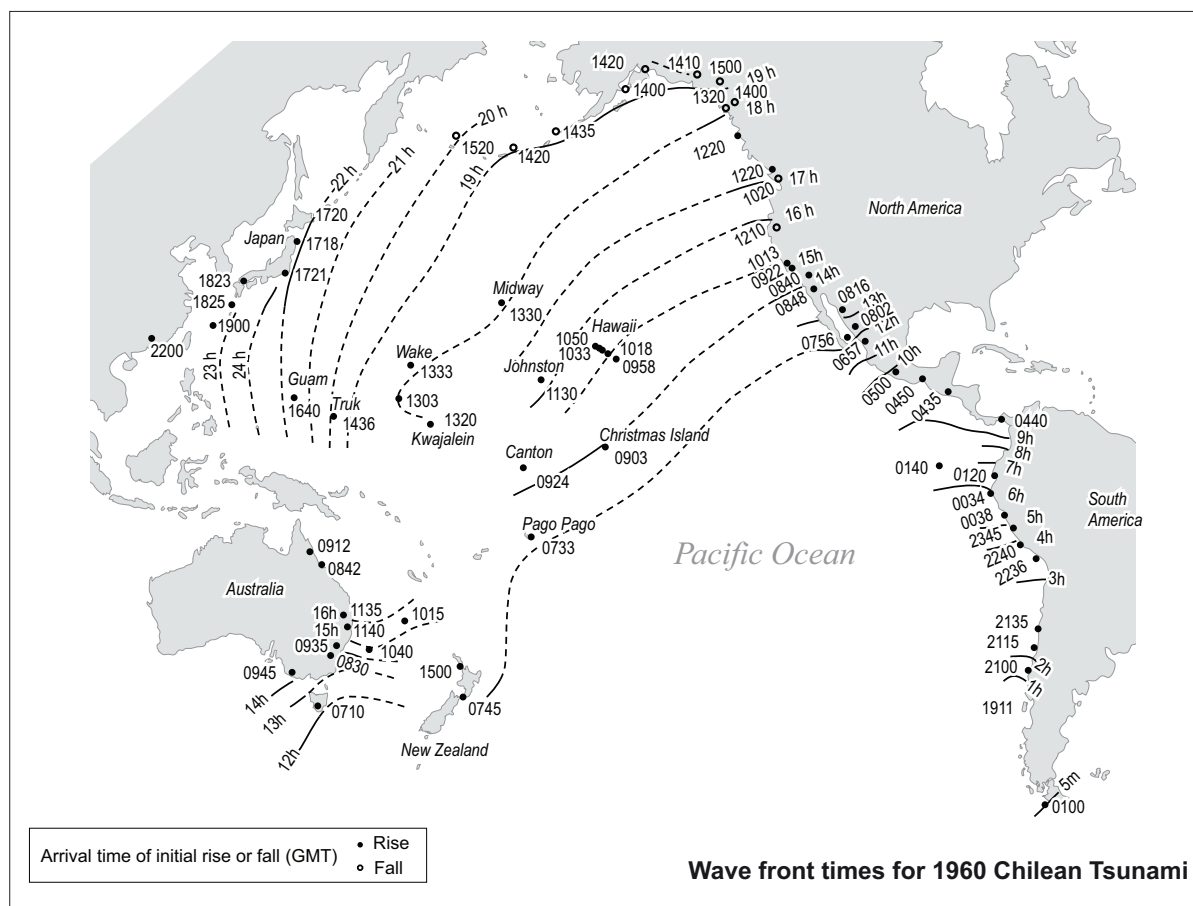 1420
1410
1500
19 h
1400
1320
1400
18 h
20 h
1435
1520
1420
19h
1220
21 h
22 h
1220
1020
17 h
North America
16 h
1210
1720
Japan
1718
1013
15h
0922
0840
14h
0848
1721
1823
1825
1900
2200
23 h
24 h
Midway
1330
0816
13h
0802
12h
Hawaii
1050
1033
1018
0958
0756
0657
11h
Wake
1333
Johnston
1130
10h
0500
0450
0435
Guam
1640
Truk
1436
1303
1320
Kwajalein
0440
9h
8h
7h
Christmas Island
0903
Canton
0924
0140
0120
0034
6h
South
America
0038
5h
2345
4h
2240
2236
3h
Pago Pago
0733
Pacific Ocean
0912
0842
Australia
16h
1135
1015
15h
1140
0935
0830
1040
0945
14h
13h
0710
12h
1500
0745
New Zealand
2135
2115
2100
2h
1h
1911
5m
0100
Arrival time of initial rise or fall (GMT)
Rise
Fall
Wave front times for 1960 Chilean Tsunami